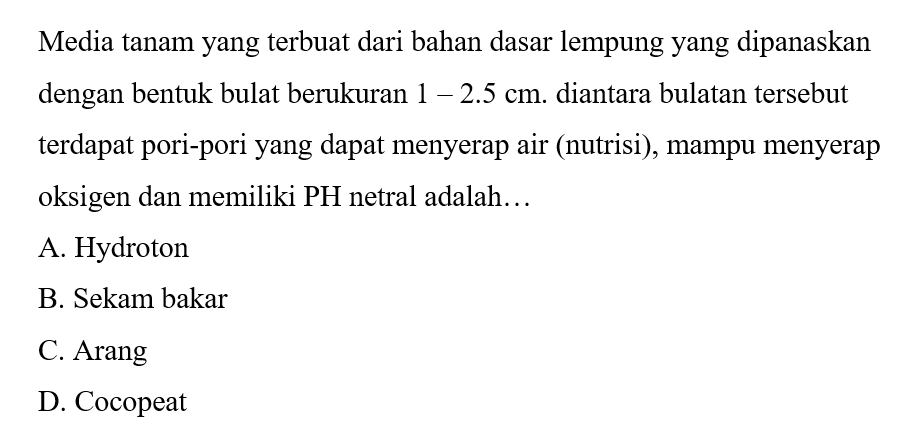 Media tanam yang terbuat dari bahan dasar lempung yang dipanaskan
dengan bentuk bulat berukuran 1 – 2.5 cm. diantara bulatan tersebut
terdapat pori-pori yang dapat menyerap air (nutrisi), mampu menyerap
oksigen dan memiliki PH netral adalah…
A. Hydroton
B. Sekam bakar
C. Arang
D. Cocopeat